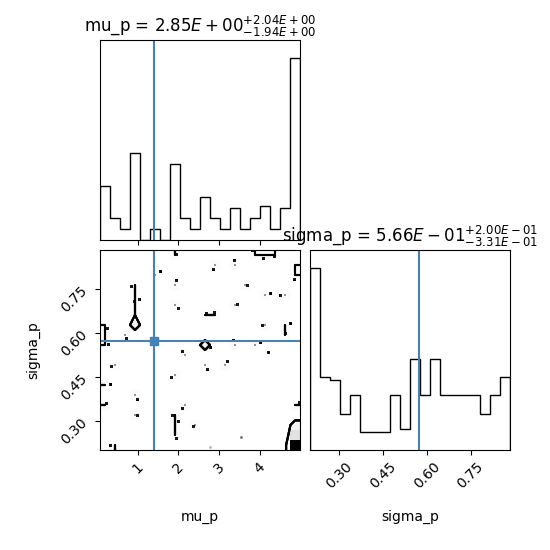 mu_p = 2.85E + 00+2.04E+00−1.94E+00
sigma_p = 5.66E − 01+2.00E−01−3.31E−01
0.75
0.60
0.45
0.30
sigma_p
1 2 3 4
0.30 0.45 0.60 0.75
mu_p sigma_p